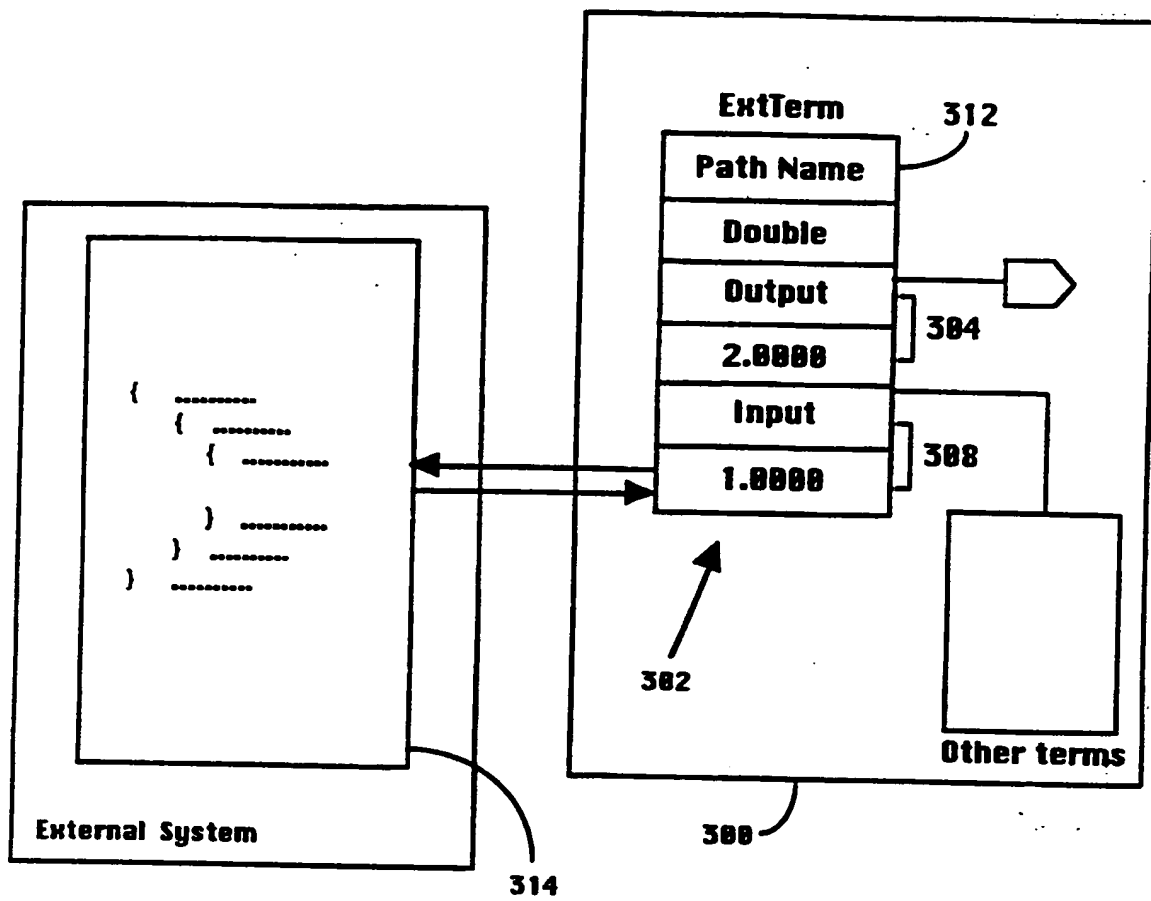 ExtTerm
312
Path Name
Double
Output
304
2.0000
Input
308
1.0000
{ ..........
{ ..........
{ ..........
} ..........
} ..........
} ..........
302
Other terms
External System
300
314